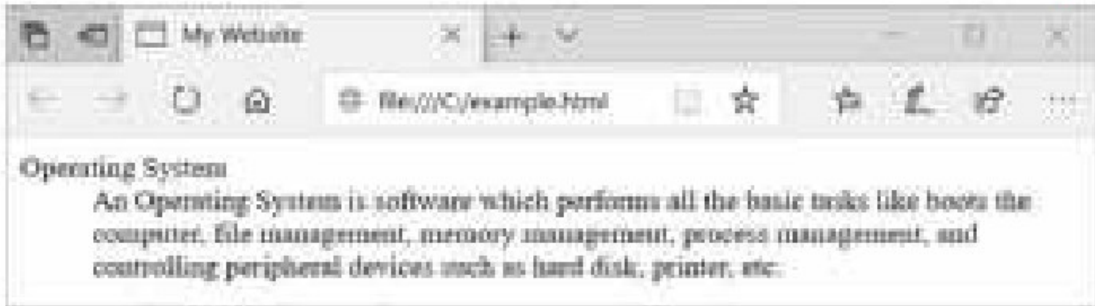 My Website
file:///C:/example.html
Operating System
An Operating System is software which performs all the basic tasks like boots the
computer, file management, memory management, process management, and
controlling peripheral devices such as hard disk, printer, etc.